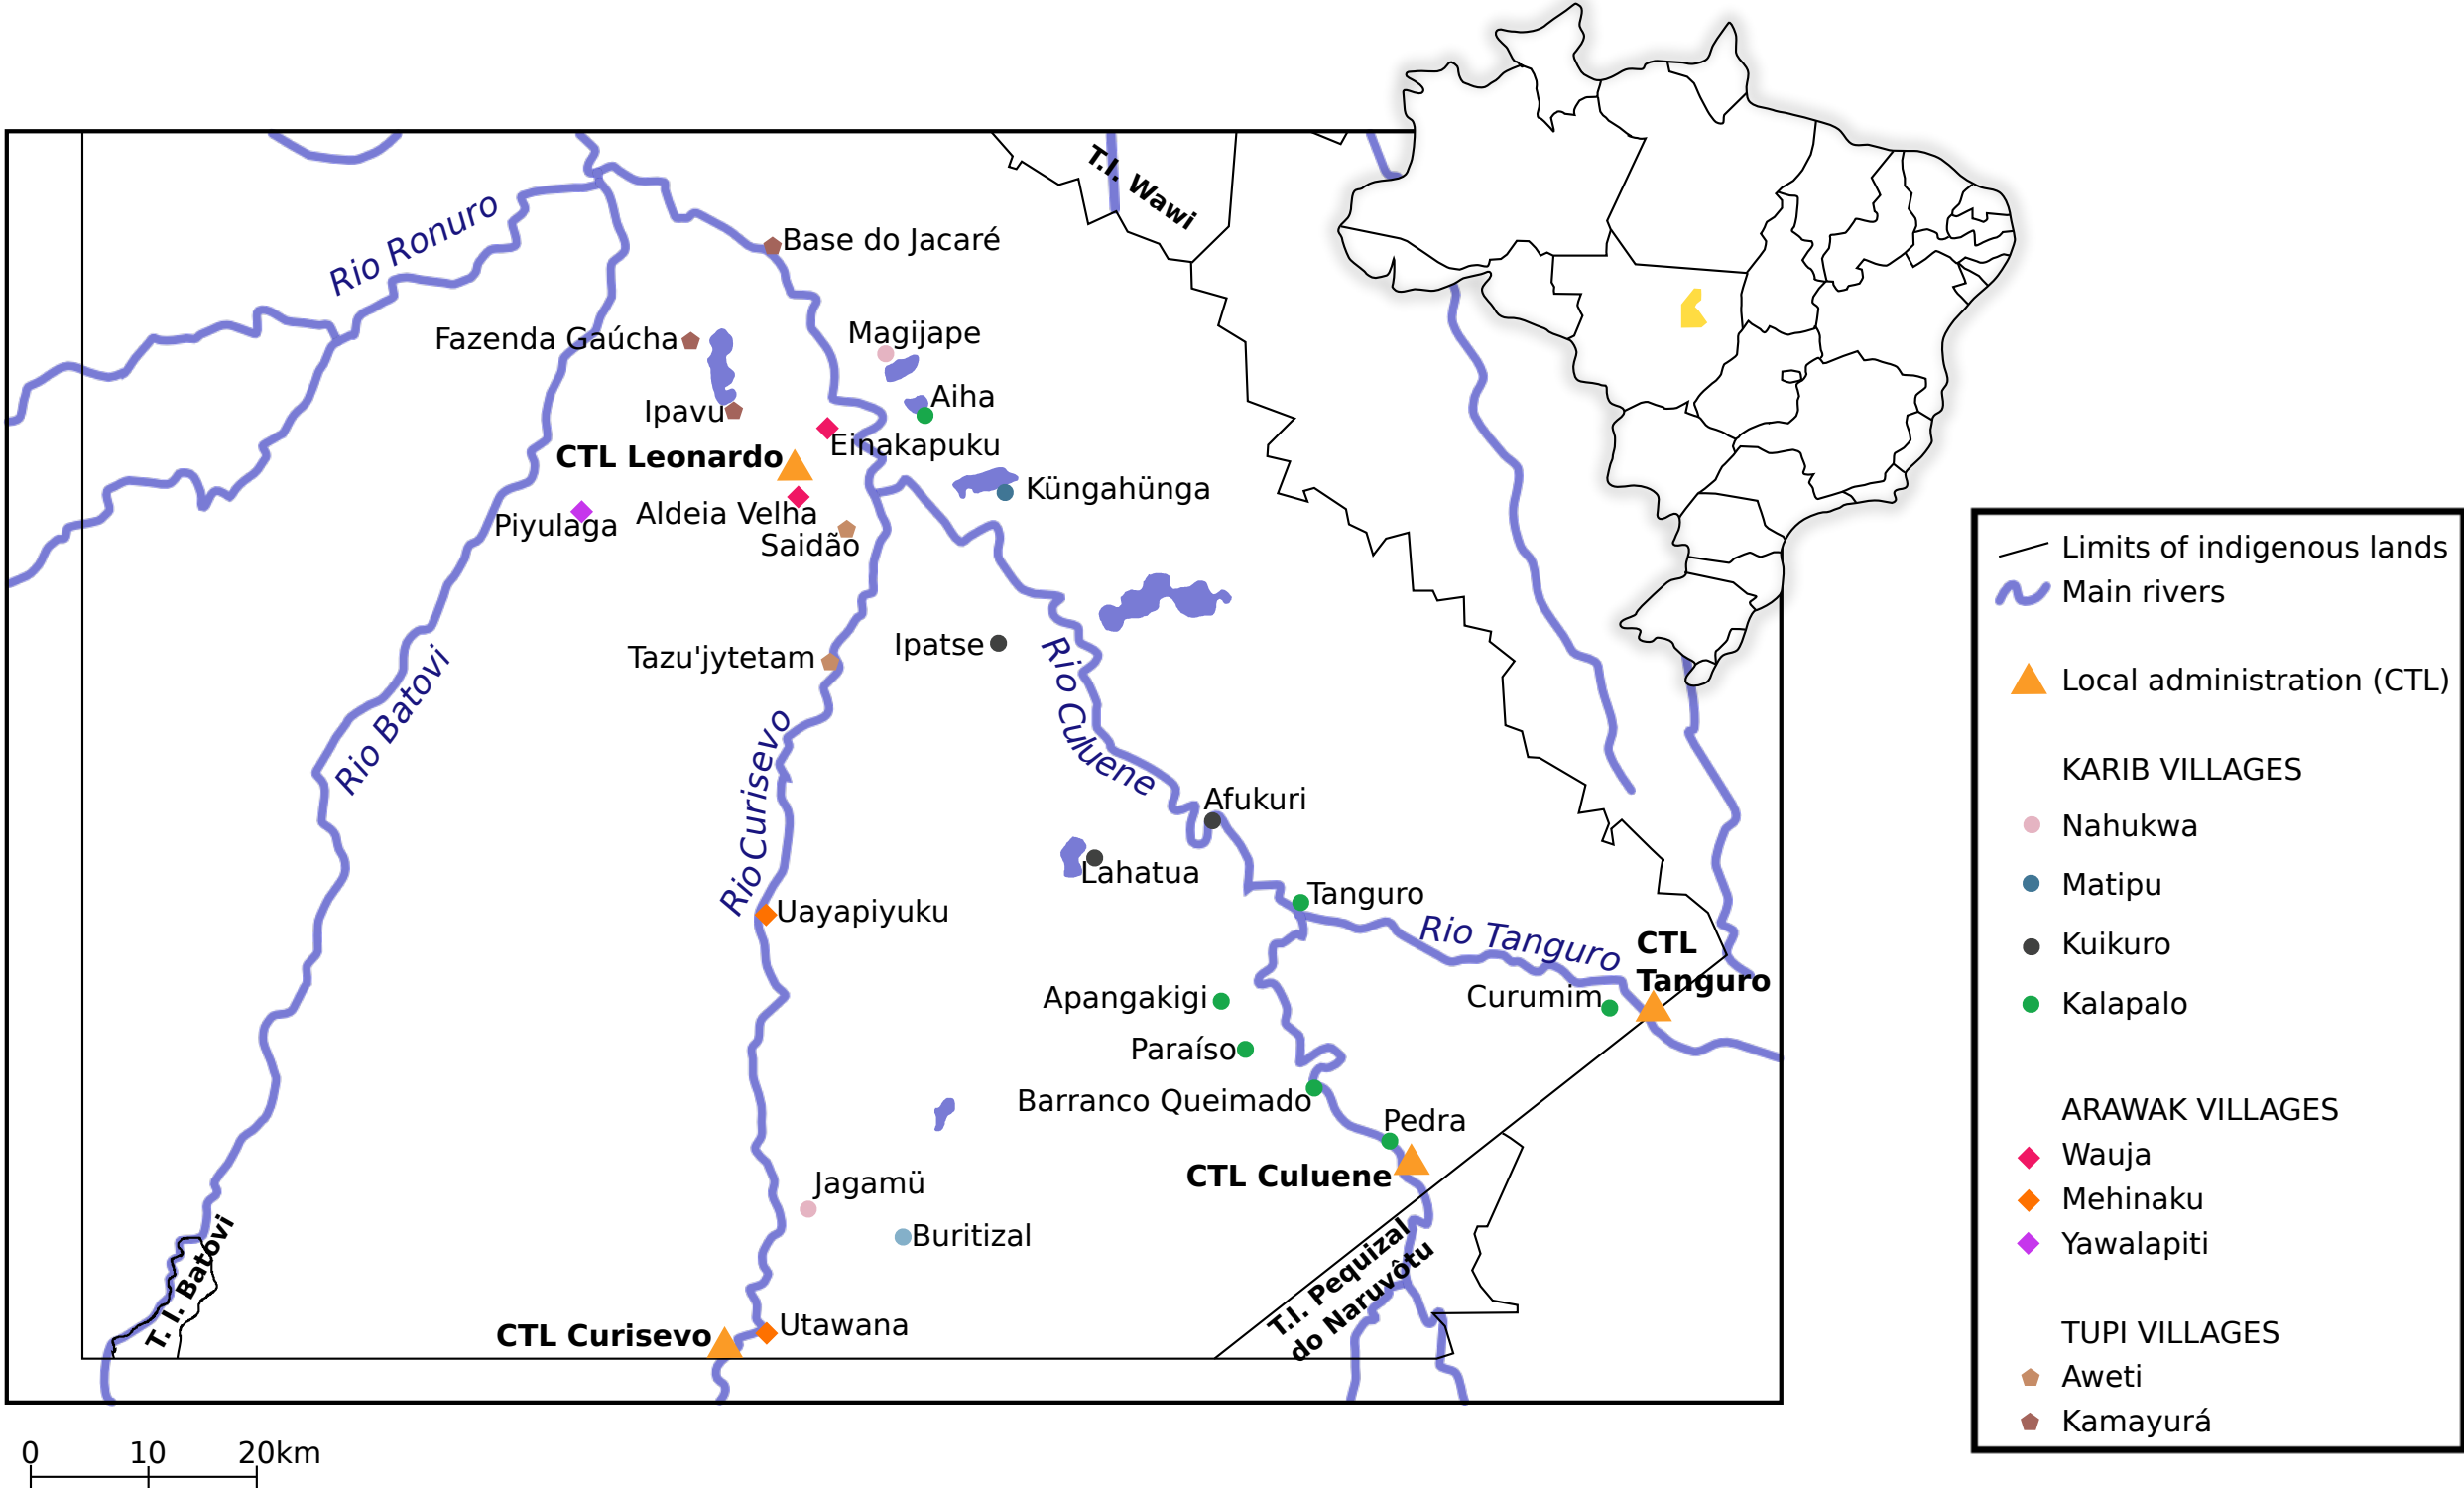 T.I. Wawi
Rio Ronuro
Base do Jacaré
Fazenda Gaúcha
Magijape
Ipavu
Aiha
Einakapuku
CTL Leonardo
Küngahünga
Piyulaga
Aldeia Velha
Saidão
Tazu'jytetam
Ipatse
Rio Culuene
Rio Batovi
Rio Curisevo
Afukuri
Lahatua
Tanguro
Uayapiyuku
Rio Tanguro
CTL
Tanguro
Apangakigi
Curumim
Paraíso
Barranco Queimado
Pedra
CTL Culuene
Jagamü
Buritizal
T. I. Batovi
T.I. Pequizal
do Naruvôtu
CTL Curisevo
Utawana
0 10 20km
Limits of indigenous lands
Main rivers
Local administration (CTL)
KARIB VILLAGES
Nahukwa
Matipu
Kuikuro
Kalapalo
ARAWAK VILLAGES
Wauja
Mehinaku
Yawalapiti
TUPI VILLAGES
Aweti
Kamayurá